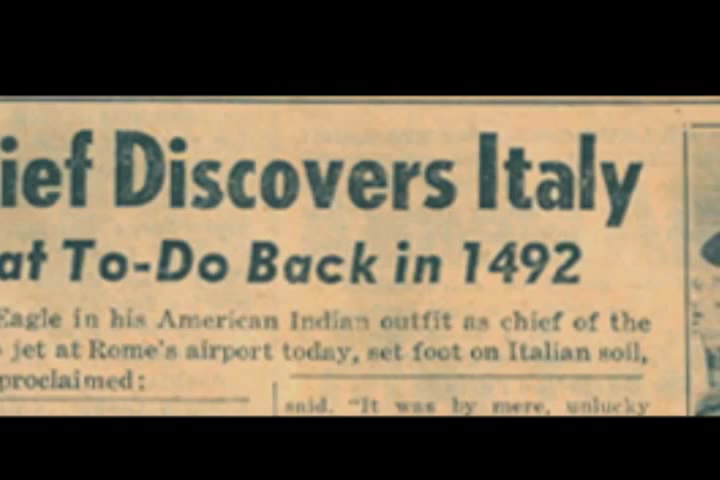 ief Discovers Italy
at To-Do Back in 1492
Eagle in his American Indian outfit as chief of the
jet at Rome's airport today, set foot on Italian soil,
proclaimed:
said. "It was by mere, unlucky